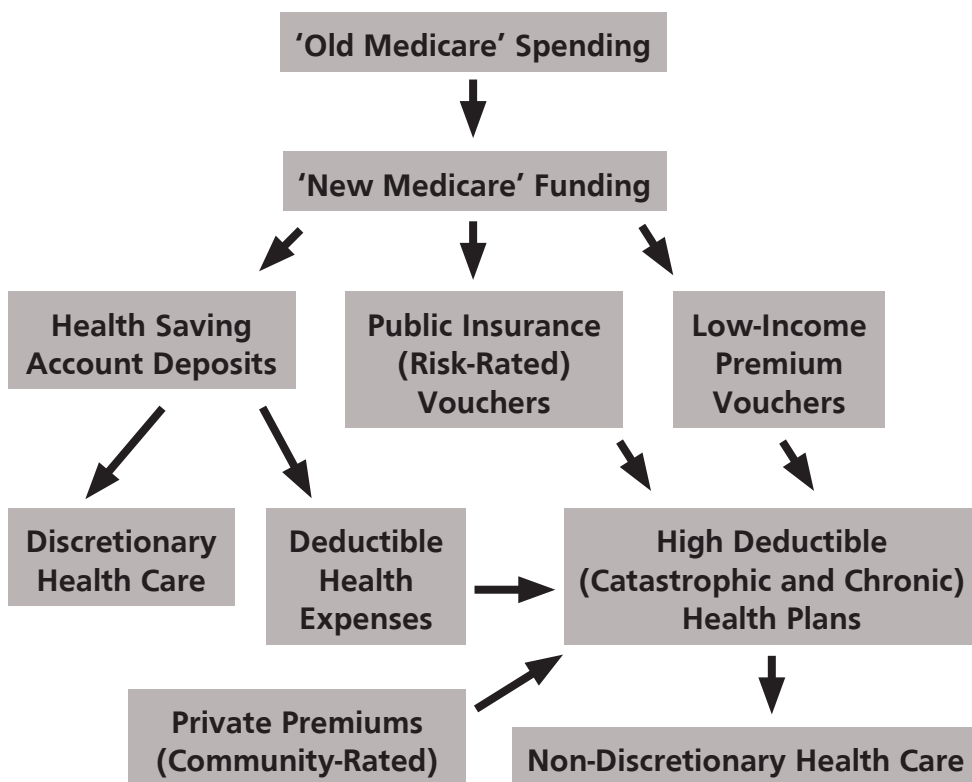 ‘Old Medicare’ Spending
‘New Medicare’ Funding
Health Saving
Account Deposits
Public Insurance
(Risk-Rated)
Vouchers
Low-Income
Premium
Vouchers
Discretionary
Health Care
Deductible
Health
Expenses
High Deductible
(Catastrophic and Chronic)
Health Plans
Private Premiums
(Community-Rated)
Non-Discretionary Health Care